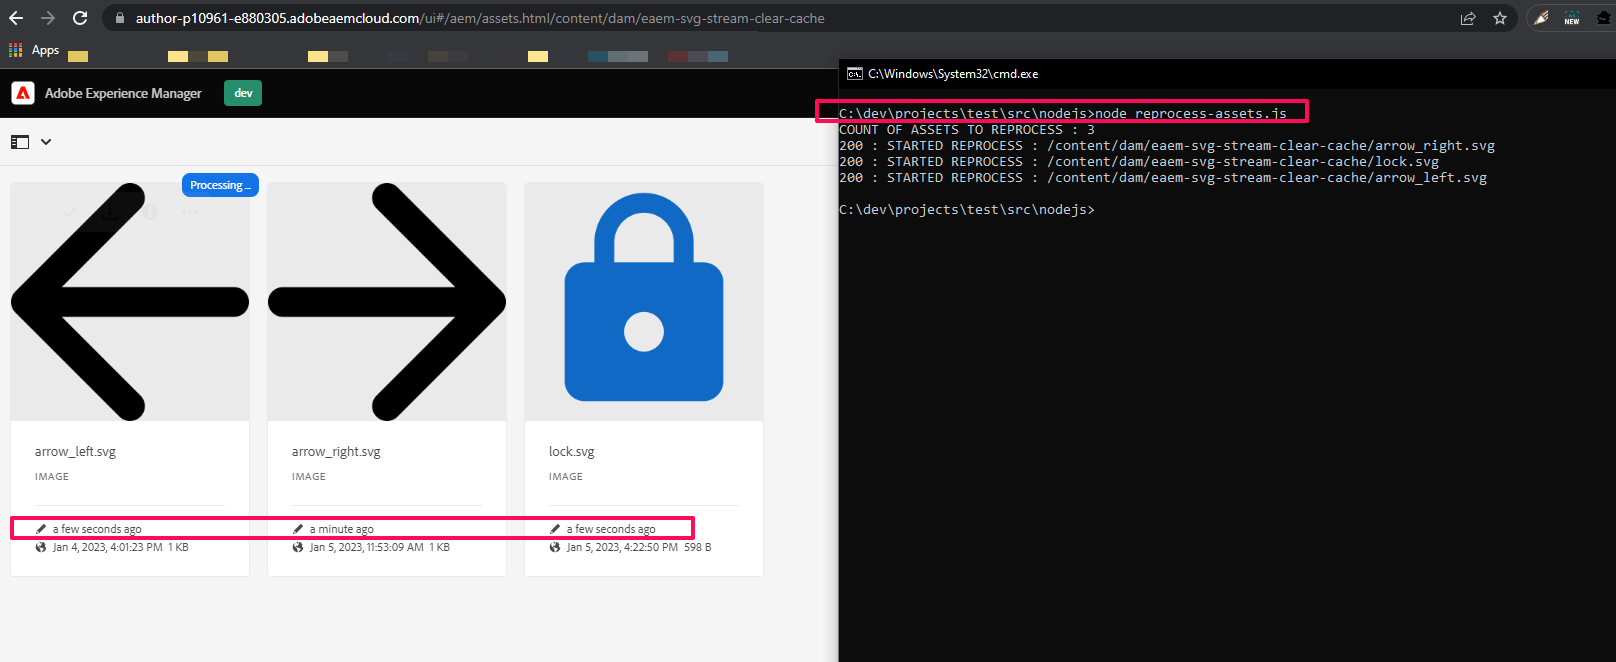 author-p10961-e880305.adobeaemcloud.com/ui#/aem/assets.html/content/dam/eaem-svg-stream-clear-cache
NEW
Apps
Adobe Experience Manager
dev
Processing ...
arrow_left.svg
IMAGE
a few seconds ago
Jan 4, 2023, 4:01:23 PM 1 KB
arrow_right.svg
IMAGE
a minute ago
Jan 5, 2023, 11:53:09 AM 1 KB
lock.svg
IMAGE
a few seconds ago
Jan 5, 2023, 4:22:50 PM 598 B
C:\Windows\System32\cmd.exe
C:\dev\projects\test\src\nodejs>node reprocess-assets.js
COUNT OF ASSETS TO REPROCESS : 3
200 : STARTED REPROCESS : /content/dam/eaem-svg-stream-clear-cache/arrow_right.svg
200 : STARTED REPROCESS : /content/dam/eaem-svg-stream-clear-cache/lock.svg
200 : STARTED REPROCESS : /content/dam/eaem-svg-stream-clear-cache/arrow_left.svg
C:\dev\projects\test\src\nodejs>